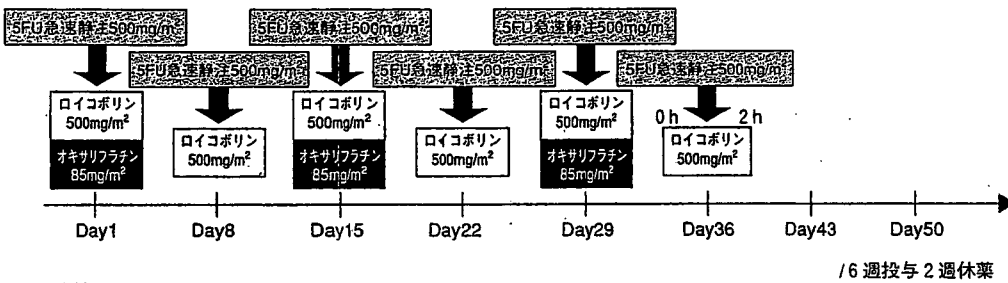 5FU急速静注500mg/m
5FU急速静注500mg/m
5FU急速静注500mg/m
5FU急速静注500mg/m
5FU急速静注500mg/m
5FU急速静注500mg/m
ロイコボリン
500mg/m²
オキサリプラチン
85mg/m²
ロイコボリン
500mg/m²
ロイコボリン
500mg/m²
オキサリプラチン
85mg/m²
ロイコボリン
500mg/m²
ロイコボリン
500mg/m²
オキサリプラチン
85mg/m²
0h 2h
ロイコボリン
500mg/m²
Day1 Day8 Day15 Day22 Day29 Day36 Day43 Day50
/6週投与2週休薬